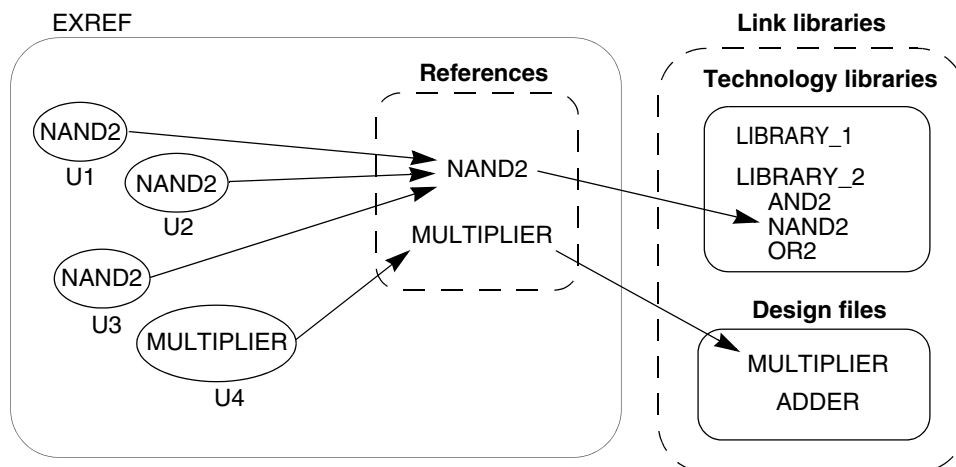 EXREF
Link libraries
References
Technology libraries
NAND2
U1
NAND2
U2
NAND2
U3
MULTIPLIER
U4
NAND2
MULTIPLIER
LIBRARY_1
LIBRARY_2
AND2
NAND2
OR2
Design files
MULTIPLIER
ADDER